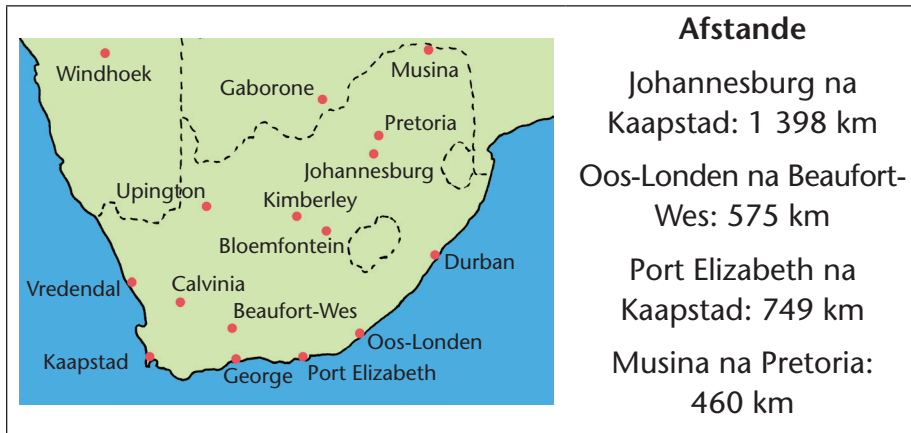 Windhoek
Musina
Gaborone
Pretoria
Johannesburg
Upington
Kimberley
Bloemfontein
Durban
Vredendal
Calvinia
Beaufort-Wes
Oos-Londen
Kaapstad
George
Port Elizabeth
Afstande
Johannesburg na
Kaapstad: 1 398 km
Oos-Londen na Beaufort-
Wes: 575 km
Port Elizabeth na
Kaapstad: 749 km
Musina na Pretoria:
460 km